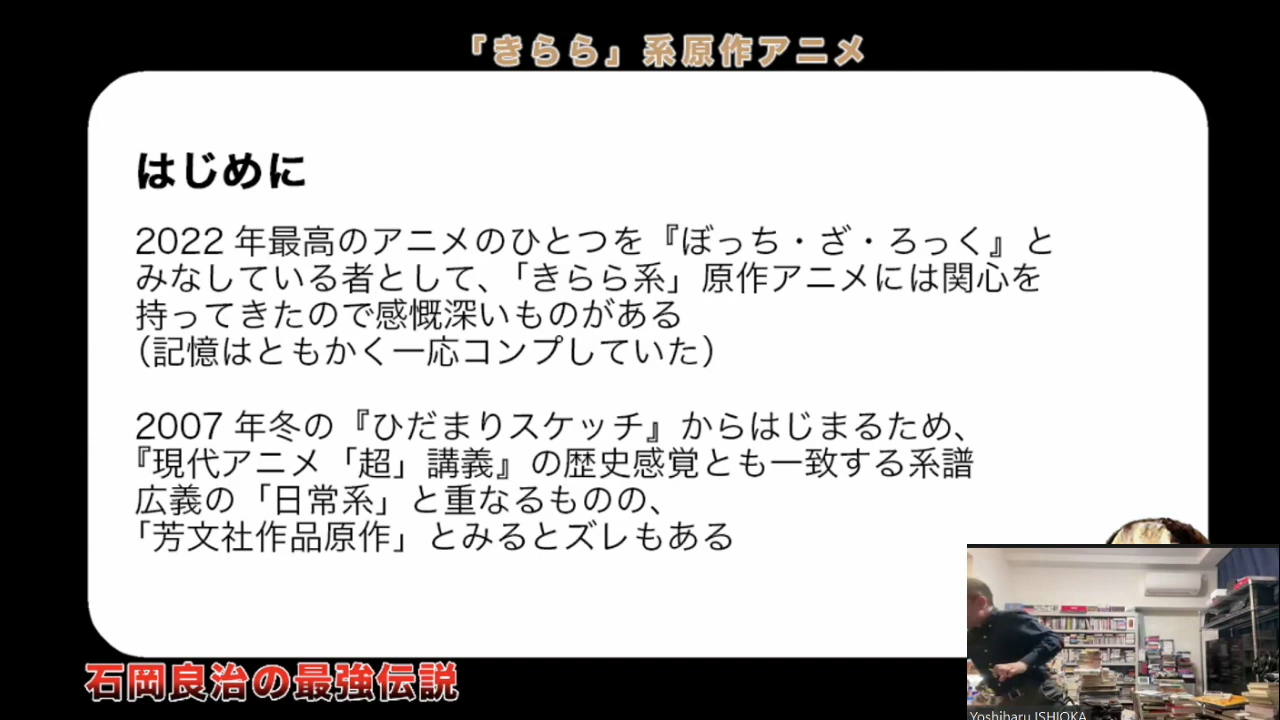 「きらら」系原作アニメ
はじめに
2022 年最高のアニメのひとつを『ぼっち・ざ・ろっく』と
みなしている者として、「きらら系」原作アニメには関心を
持ってきたので感慨深いものがある
（記憶はともかく一応コンプしていた）
2007 年冬の『ひだまりスケッチ』からはじまるため、
『現代アニメ「超」講義』の歴史感覚とも一致する系譜
広義の「日常系」と重なるものの、
「芳文社作品原作」とみるとズレもある
石岡良治の最強伝説
Yoshiharu ISHIOKA